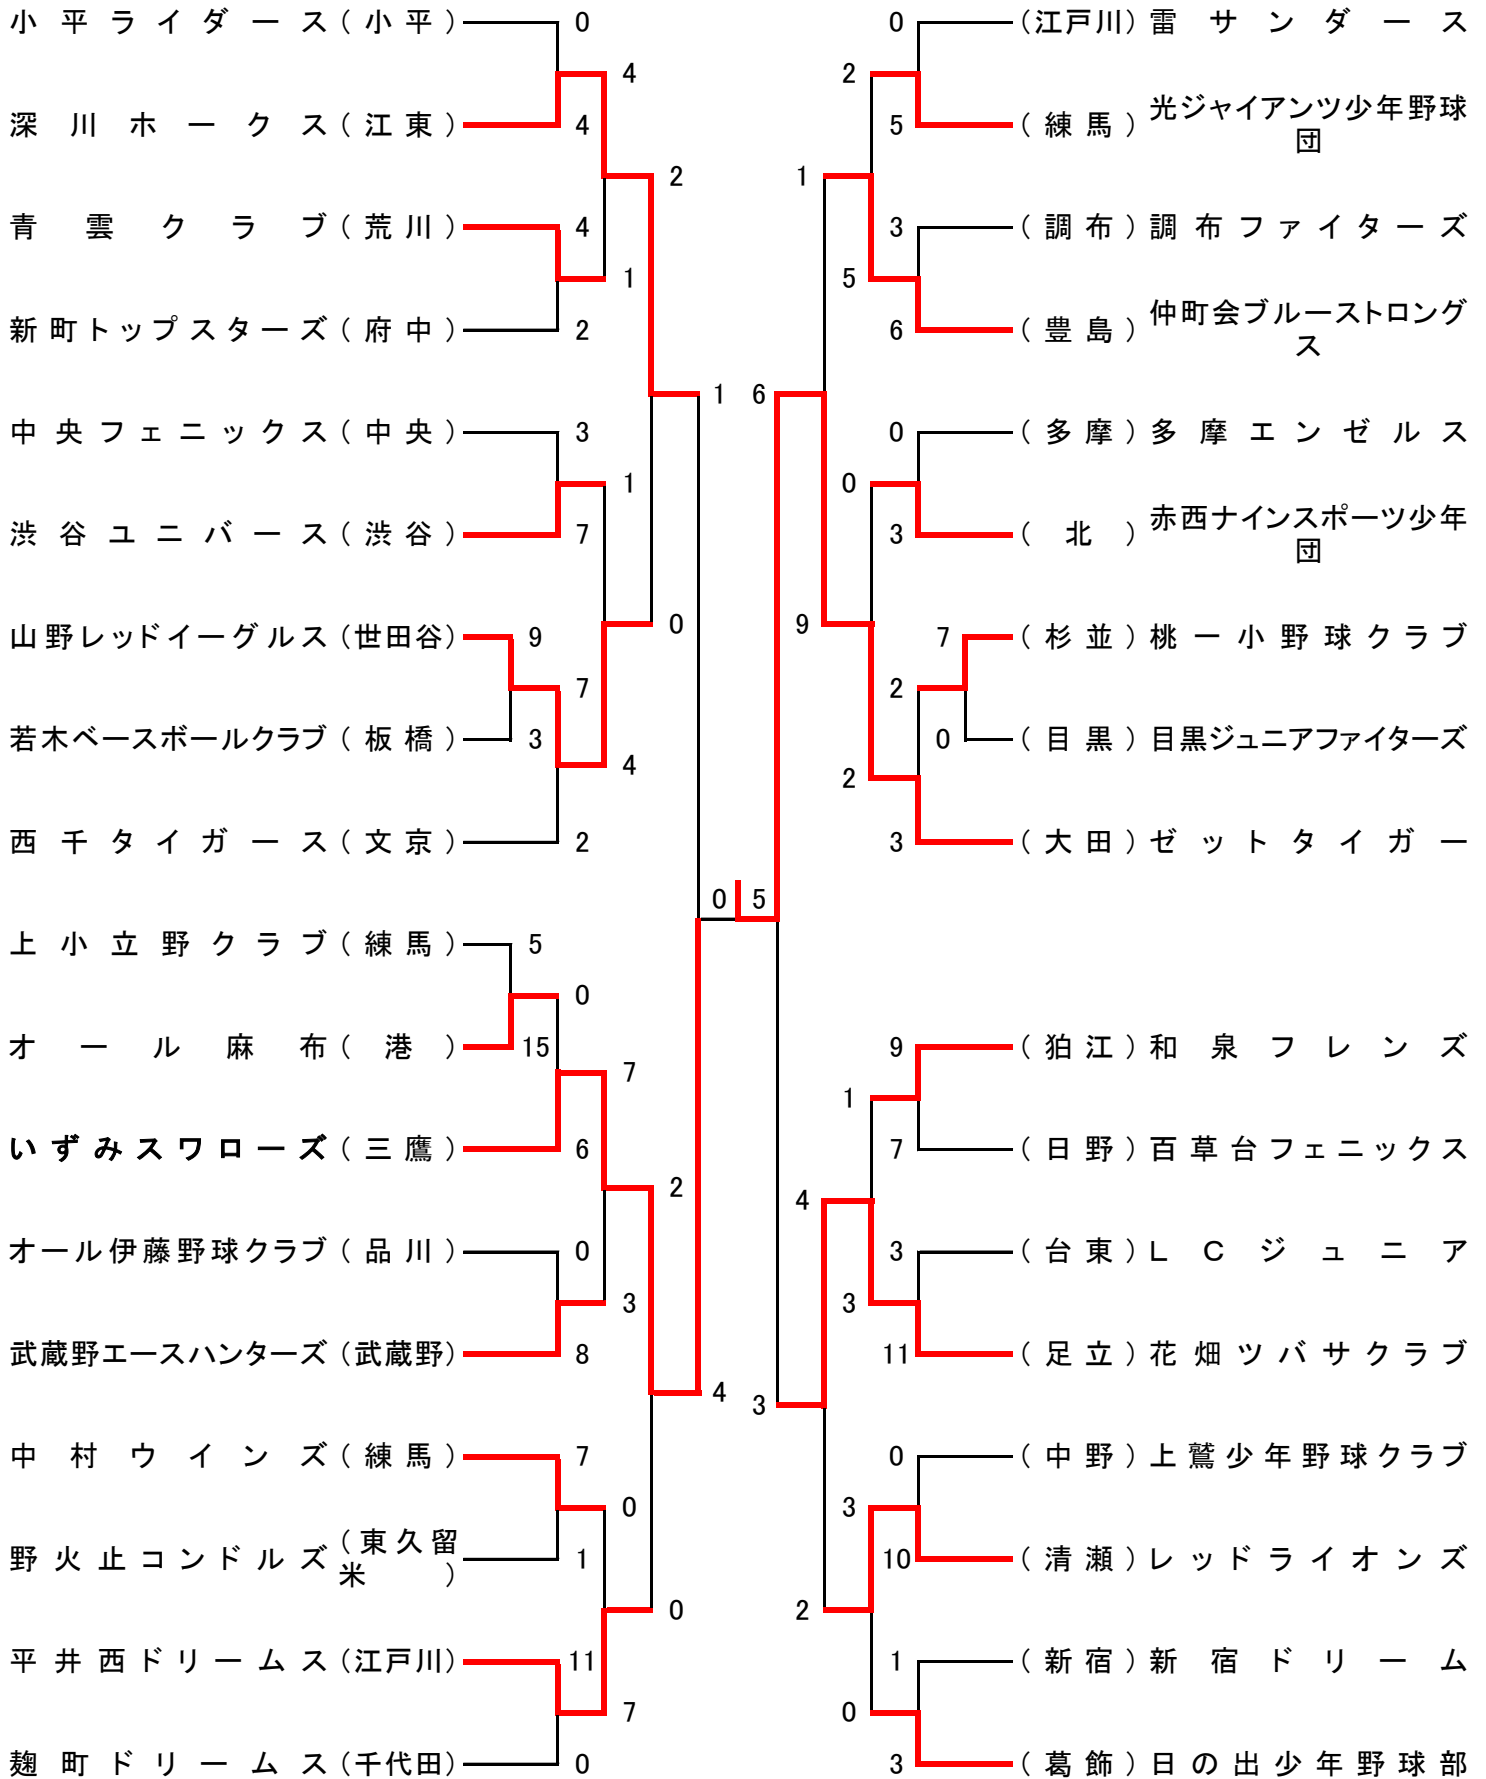 小平ライダース(小平) 0
4
深川ホークス(江東) 4
2
青雲クラブ(荒川) 4
1
新町トップスターズ(府中) 2
1
中央フェニックス(中央) 3
1
渋谷ユニバース(渋谷) 7
0
山野レッドイーグルス(世田谷) 9
7
若木ベースボールクラブ(板橋) 3
4
西千タイガース(文京) 2
0
上小立野クラブ(練馬) 5
0
オール麻布(港) 15
7
いずみスワローズ(三鷹) 6
2
オール伊藤野球クラブ(品川) 0
3
武蔵野エースハンターズ(武蔵野) 8
4
中村ウインズ(練馬) 7
0
野火止コンドルズ(東久留
米) 1
0
平井西ドリームス(江戸川) 11
7
麹町ドリームス(千代田) 0
0 (江戸川)雷サンダース
2
5 (練馬)光ジャイアンツ少年野球
団
1
3 (調布)調布ファイターズ
5
6 (豊島)仲町会ブルーストロング
ス
6
0 (多摩)多摩エンゼルス
0
3 (北)赤西ナインスポーツ少年
団
9
7 (杉並)桃一小野球クラブ
2
0 (目黒)目黒ジュニアファイターズ
2
3 (大田)ゼットタイガー
5
9 (狛江)和泉フレンズ
1
7 (日野)百草台フェニックス
4
3 (台東)LCジュニア
3
11 (足立)花畑ツバサクラブ
3
0 (中野)上鷺少年野球クラブ
3
10 (清瀬)レッドライオンズ
2
1 (新宿)新宿ドリーム
0
3 (葛飾)日の出少年野球部